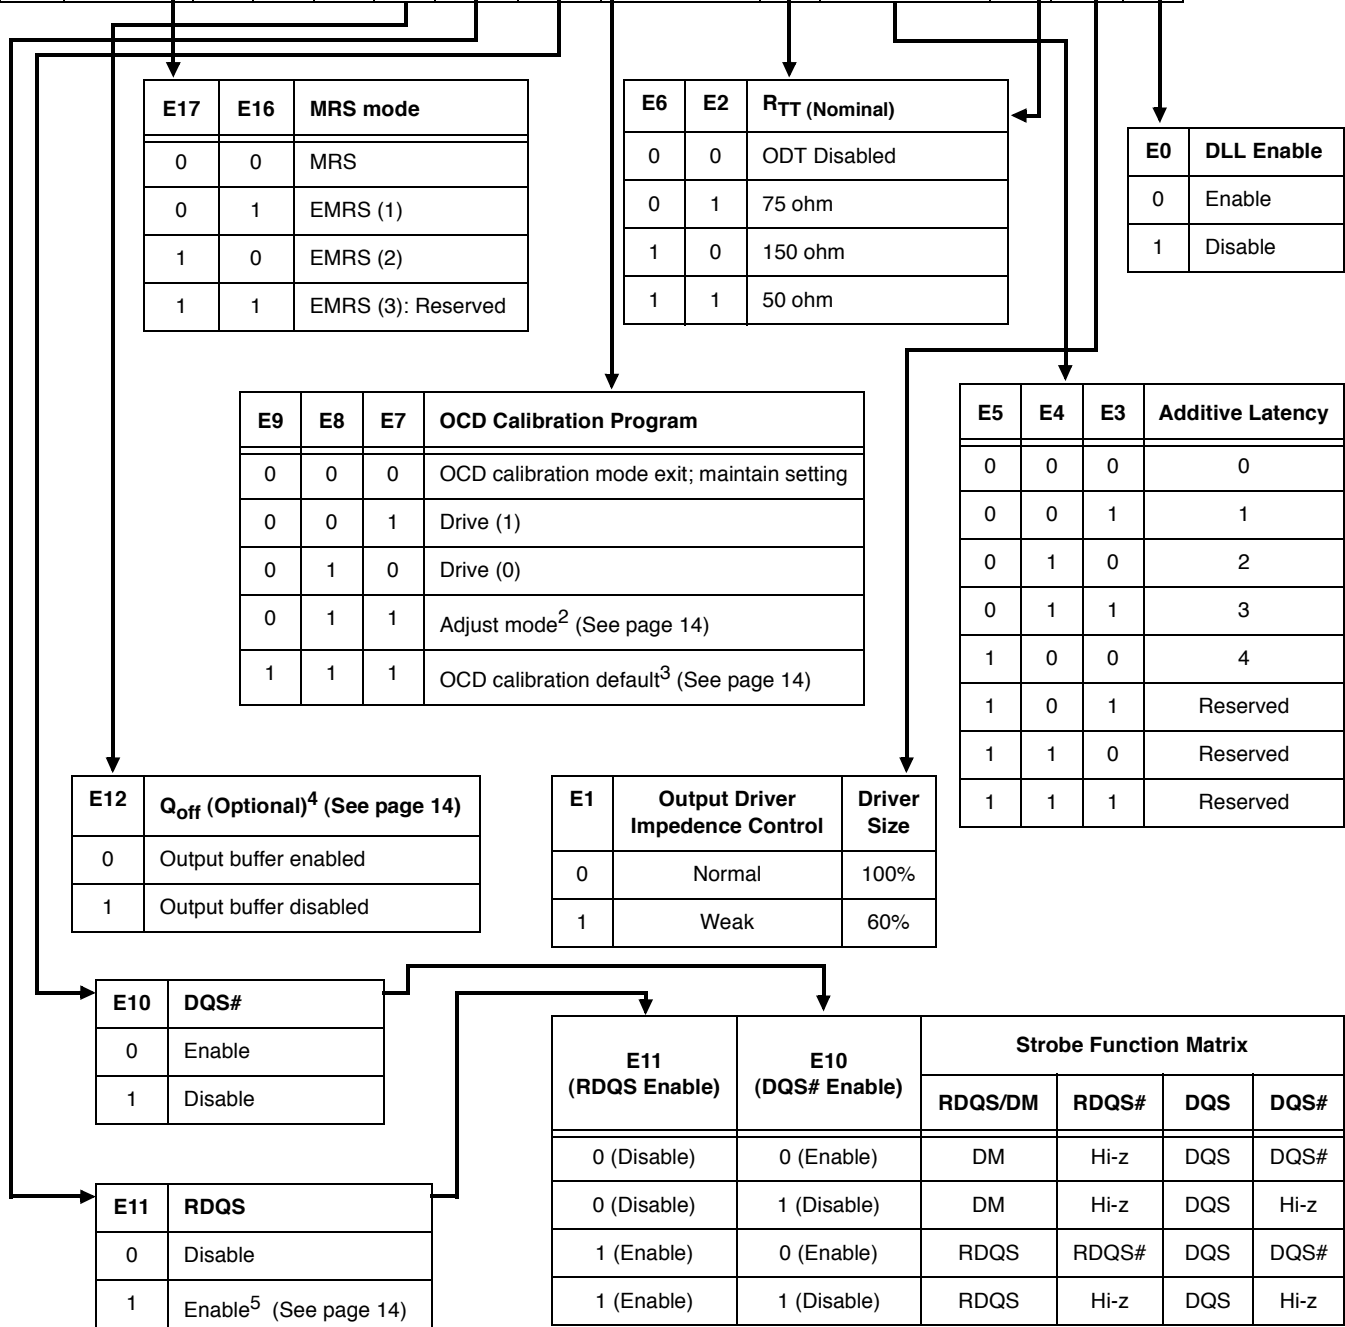 E17 E16 MRS mode
0 0 MRS
0 1 EMRS (1)
1 0 EMRS (2)
1 1 EMRS (3): Reserved
E6 E2 RTT (Nominal)
0 0 ODT Disabled
0 1 75 ohm
1 0 150 ohm
1 1 50 ohm
E0 DLL Enable
0 Enable
1 Disable
E9 E8 E7 OCD Calibration Program
0 0 0 OCD calibration mode exit; maintain setting
0 0 1 Drive (1)
0 1 0 Drive (0)
0 1 1 Adjust mode2 (See page 14)
1 1 1 OCD calibration default3 (See page 14)
E5 E4 E3 Additive Latency
0 0 0 0
0 0 1 1
0 1 0 2
0 1 1 3
1 0 0 4
1 0 1 Reserved
1 1 0 Reserved
1 1 1 Reserved
E12 Qoff (Optional)4 (See page 14)
0 Output buffer enabled
1 Output buffer disabled
E1 Output Driver Driver
Impedence Control Size
0 Normal 100%
1 Weak 60%
E10 DQS#
0 Enable
1 Disable
E11 RDQS
0 Disable
1 Enable5 (See page 14)
E11 E10 Strobe Function Matrix
(RDQS Enable) (DQS# Enable) RDQS/DM RDQS# DQS DQS#
0 (Disable) 0 (Enable) DM Hi-z DQS DQS#
0 (Disable) 1 (Disable) DM Hi-z DQS Hi-z
1 (Enable) 0 (Enable) RDQS RDQS# DQS DQS#
1 (Enable) 1 (Disable) RDQS Hi-z DQS Hi-z